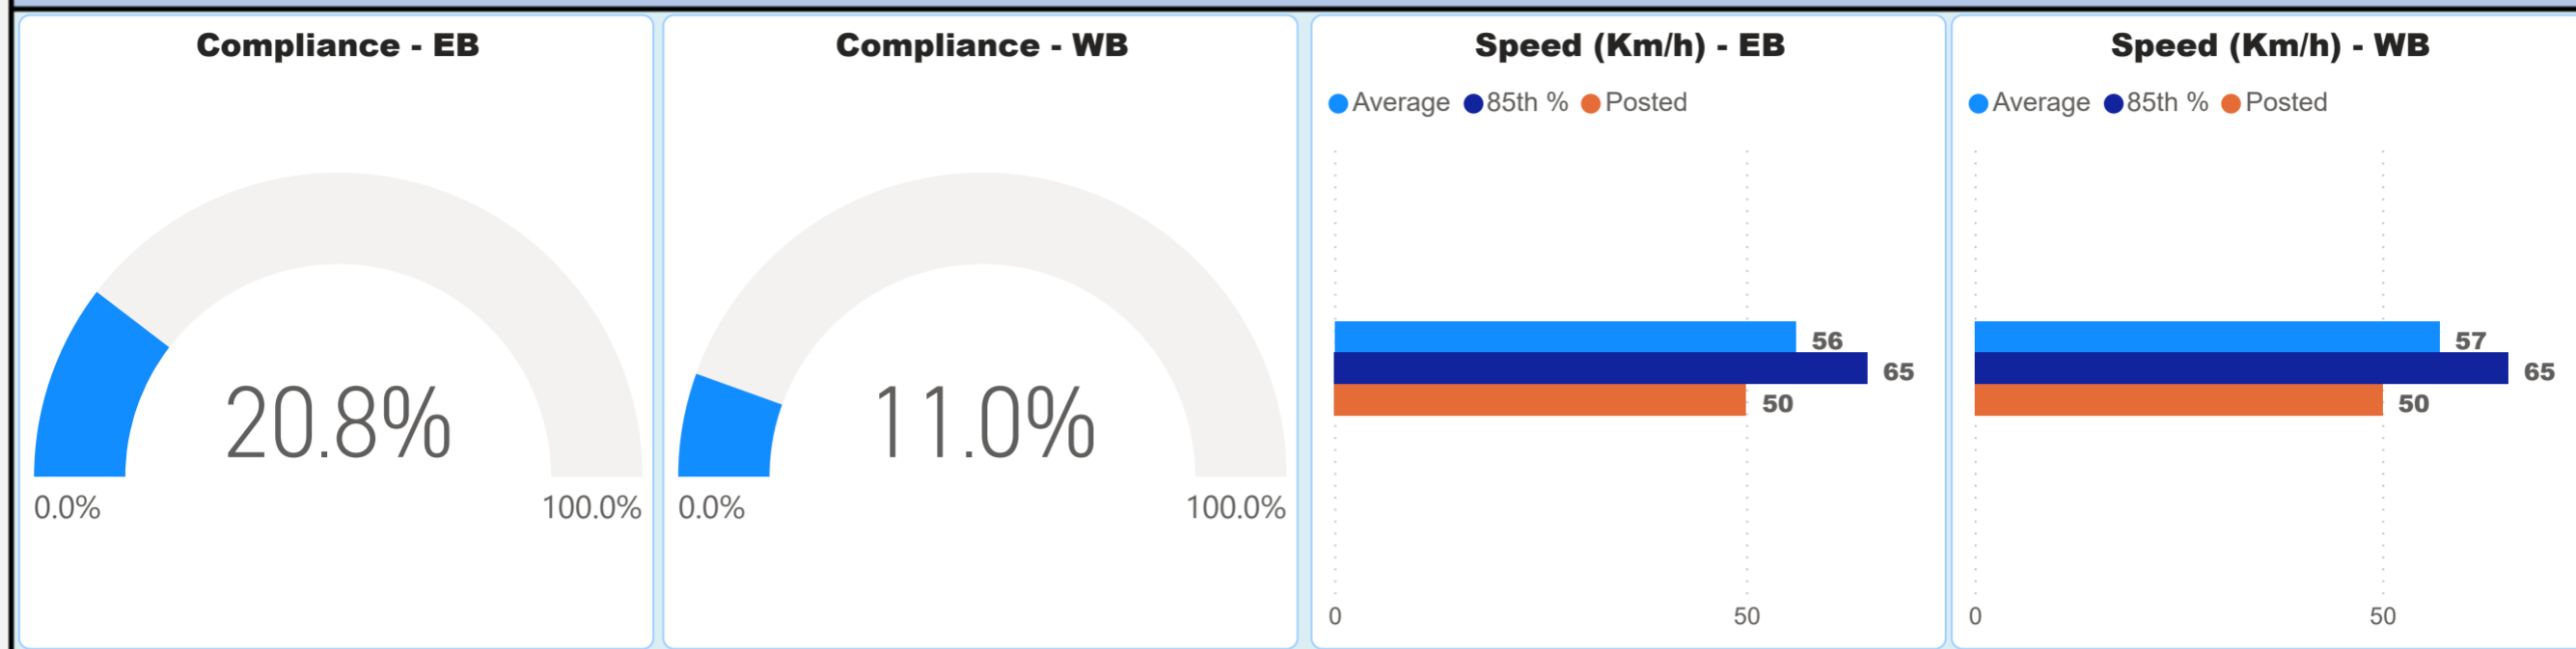 Compliance - EB
20.8%
0.0%
100.0%
Compliance - WB
11.0%
0.0%
100.0%
Speed (Km/h) - EB
Average 85th % Posted
56
65
50
0 50
Speed (Km/h) - WB
Average 85th % Posted
57
65
50
0 50